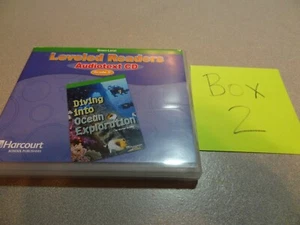 Leveled Readers
Audiotext CD
Diving
into
Ocean
Exploration
Harcourt
Box
2